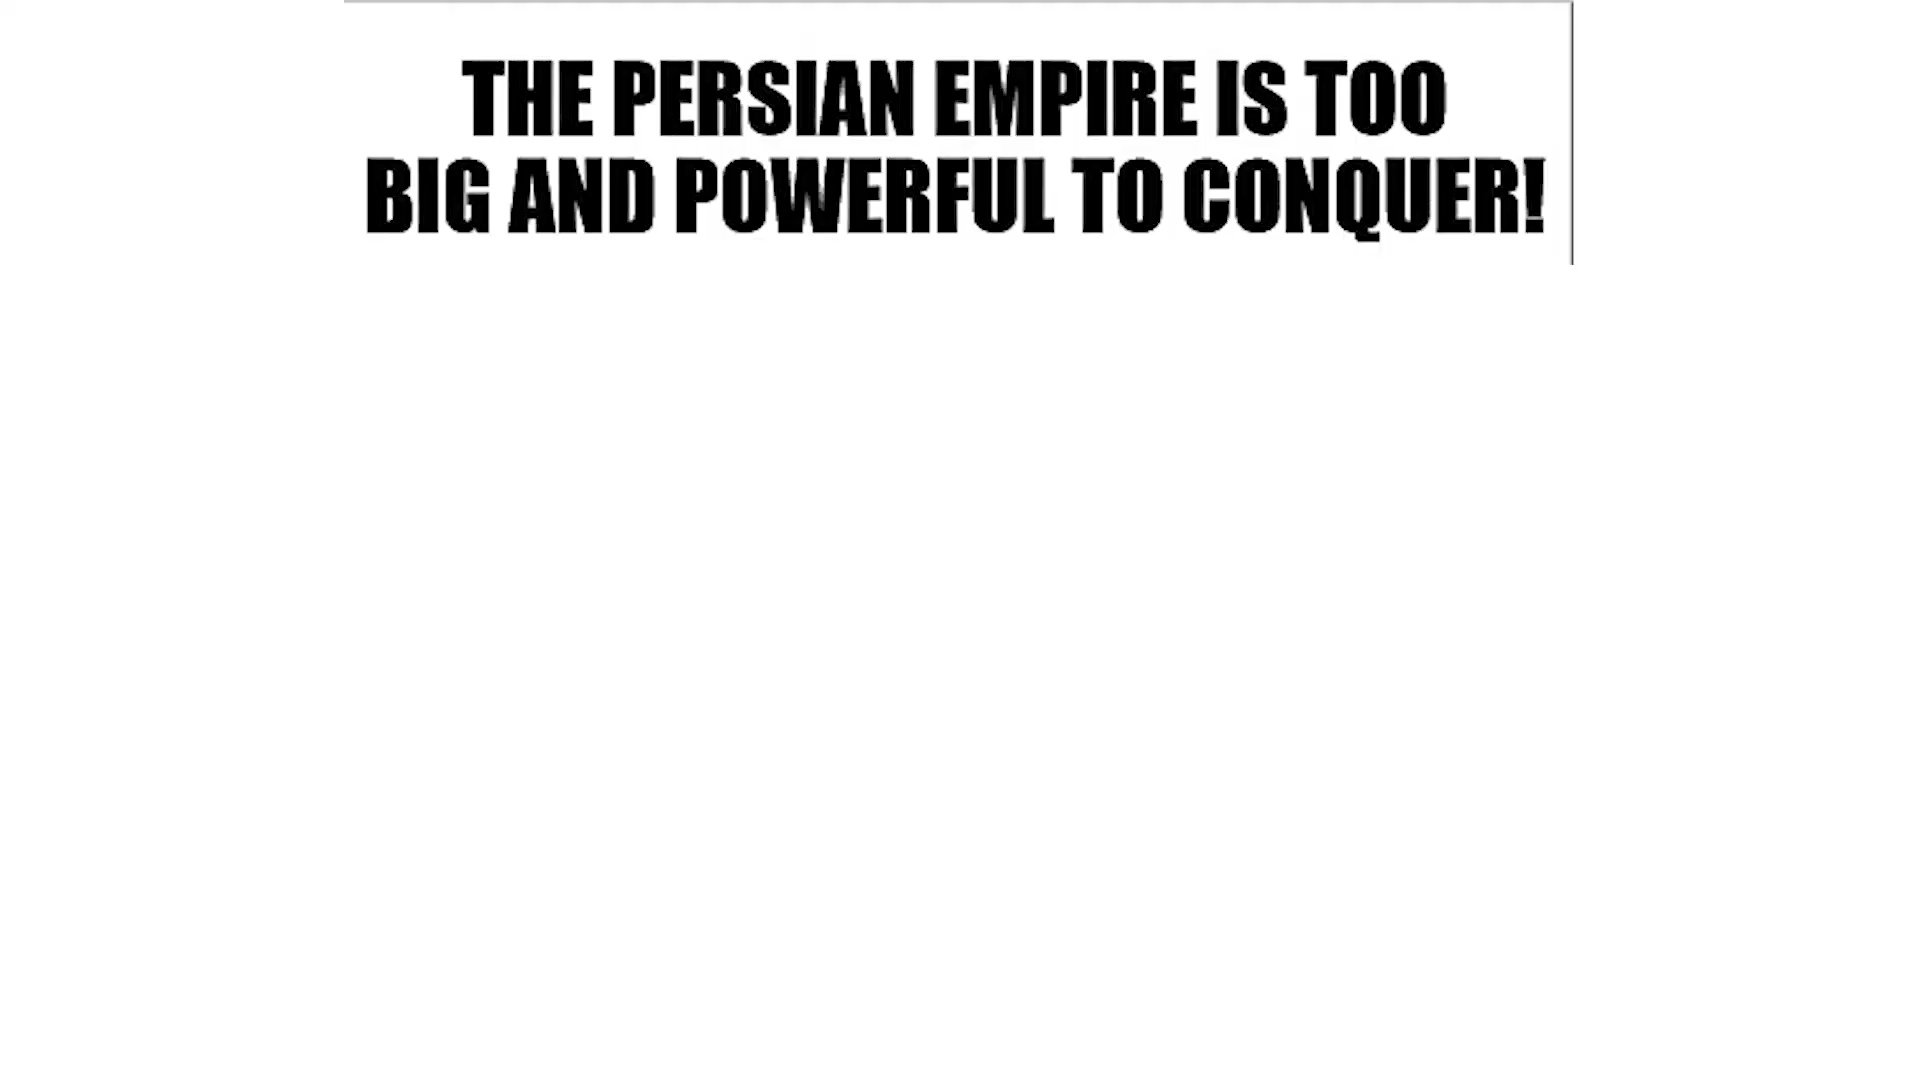 THE PERSIAN EMPIRE IS TOO
BIG AND POWERFUL TO CONQUER!